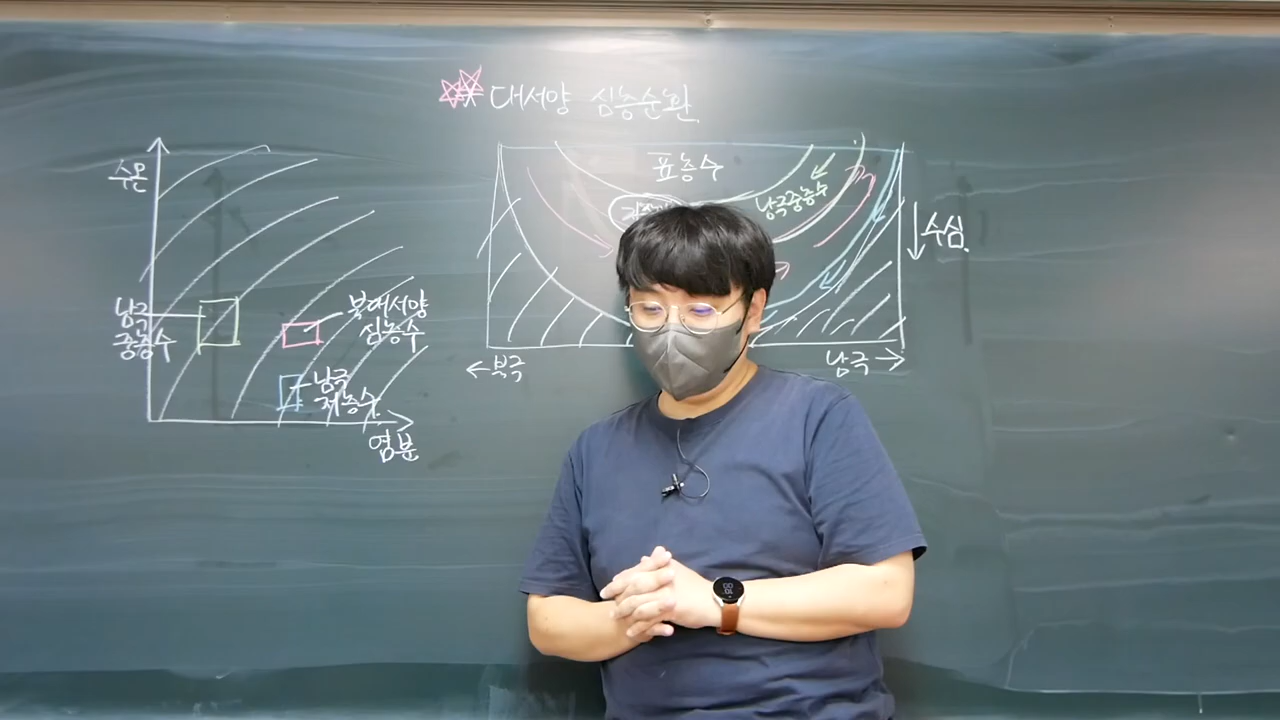 대서양 심층순환
수온
표층수
남극중층수
수심
남극
중층수
북대서양
심층수
남극
저층수
염분
←북극
남극→